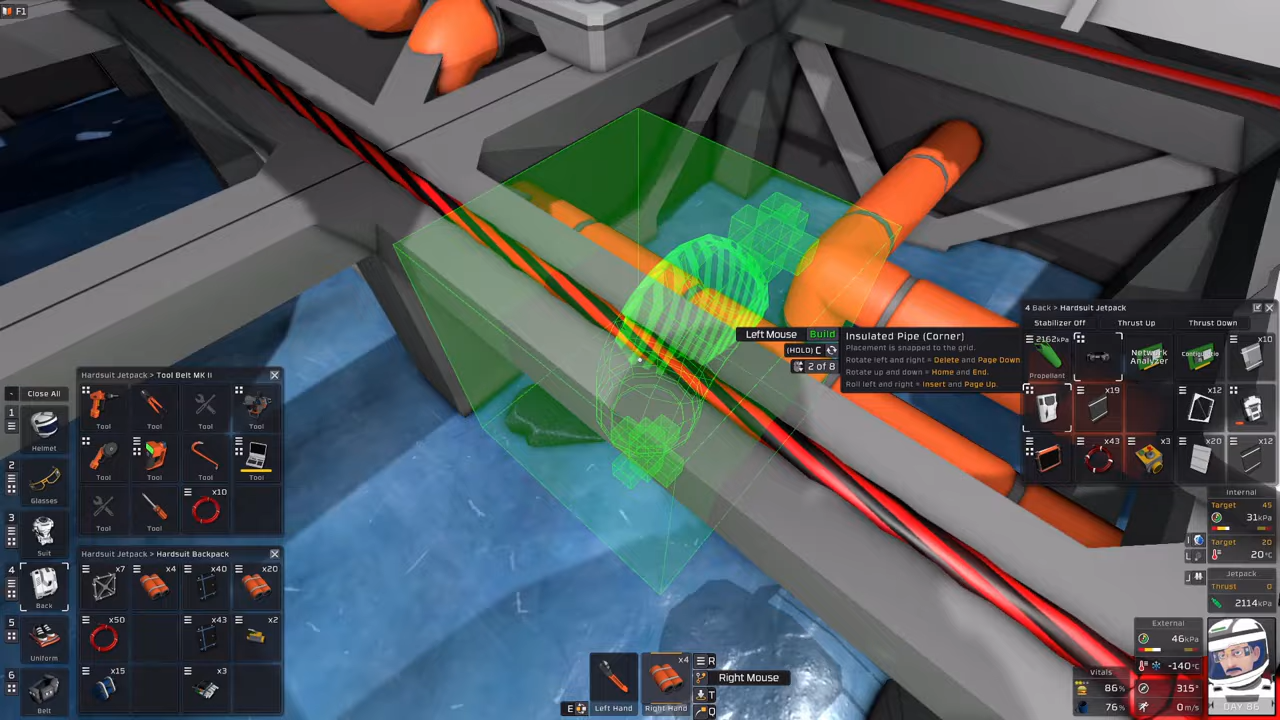 F1
Left Mouse Build
(HOLD) C
2 of 8
Insulated Pipe (Corner)
Placement is snapped to the grid.
Rotate left and right = Delete and Page Down
Rotate up and down = Home and End.
Roll left and right = Insert and Page Up.
4 Back > Hardsuit Jetpack
Stabilizer Off
Thrust Up
Thrust Down
2162kPa
Propellant
Network
Analyzer
x10
x19
x12
x43
x3
x20
x12
Close All
1
Helmet
2
Glasses
3
Suit
4
Back
5
Uniform
6
Belt
Hardsuit Jetpack > Tool Belt MK II
Tool
Tool
Tool
Tool
Tool
Tool
Tool
Tool
Tool
Tool
x10
Hardsuit Jetpack > Hardsuit Backpack
x7
x4
x40
x20
x50
x43
x2
x15
x3
E
Left Hand
x4
Right Hand
R
T
Q
Right Mouse
Internal
Target 45
31kPa
Target 20
20°C
I
L
J
Jetpack
Thrust 0
2114kPa
External
46kPa
-140°C
315°
0m/s
Vitals
86%
76%
DAY 86